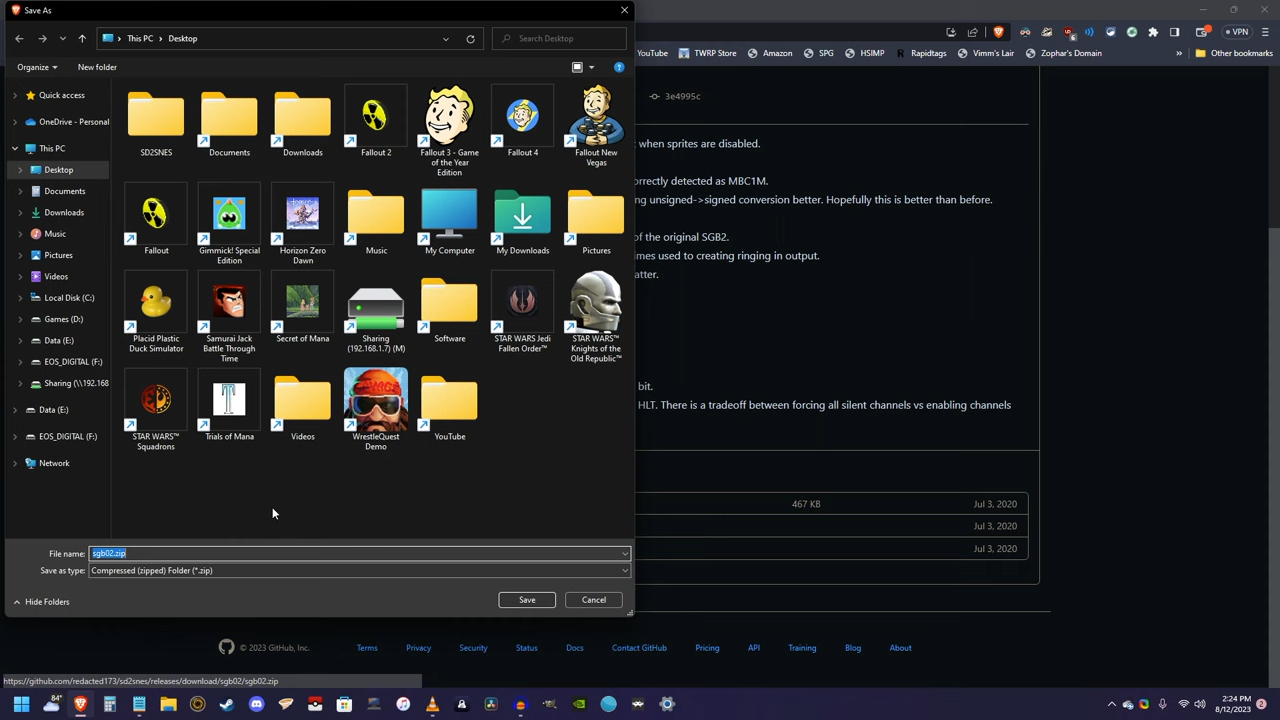 Save As
This PC
Desktop
Search Desktop
VPN
YouTube
TWRP Store
Amazon
SPG
HSIMP
Rapidtags
Vimm's Lair
Zophar's Domain
»
Other bookmarks
Organize
New folder
Quick access
OneDrive - Personal
This PC
Desktop
Documents
Downloads
Music
Pictures
Videos
Local Disk (C:)
Games (D:)
Data (E:)
EOS_DIGITAL (F:)
Sharing (\\192.168
Data (E:)
EOS_DIGITAL (F:)
Network
SD2SNES
Documents
Downloads
Fallout 2
Fallout 3 - Game
of the Year
Edition
Fallout 4
Fallout New
Vegas
Fallout
Gimmick! Special
Edition
Horizon Zero
Dawn
Music
My Computer
My Downloads
Pictures
Placid Plastic
Duck Simulator
Samurai Jack
Battle Through
Time
Secret of Mana
Sharing
(192.168.1.7) (M)
Software
STAR WARS Jedi
Fallen Order™
STAR WARS™
Knights of the
Old Republic™
STAR WARS™
Squadrons
Trials of Mana
Videos
WrestleQuest
Demo
YouTube
File name: sgb02.zip
Save as type: Compressed (zipped) Folder (*.zip)
Hide Folders
Save
Cancel
3e4995c
when sprites are disabled.
orrectly detected as MBC1M.
ng unsigned->signed conversion better. Hopefully this is better than before.
of the original SGB2.
mes used to creating ringing in output.
atter.
bit.
HLT. There is a tradeoff between forcing all silent channels vs enabling channels
467 KB
Jul 3, 2020
Jul 3, 2020
Jul 3, 2020
© 2023 GitHub, Inc.
Terms
Privacy
Security
Status
Docs
Contact GitHub
Pricing
API
Training
Blog
About
https://github.com/redacted173/sd2snes/releases/download/sgb02/sgb02.zip
84°
2:24 PM
8/12/2023